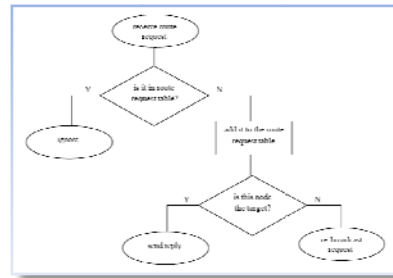 receive route
request
Y
is it in route
request table?
N
ignore
add it to the route
request table
Y
is this node
the target?
N
send reply
re-broadcast
request